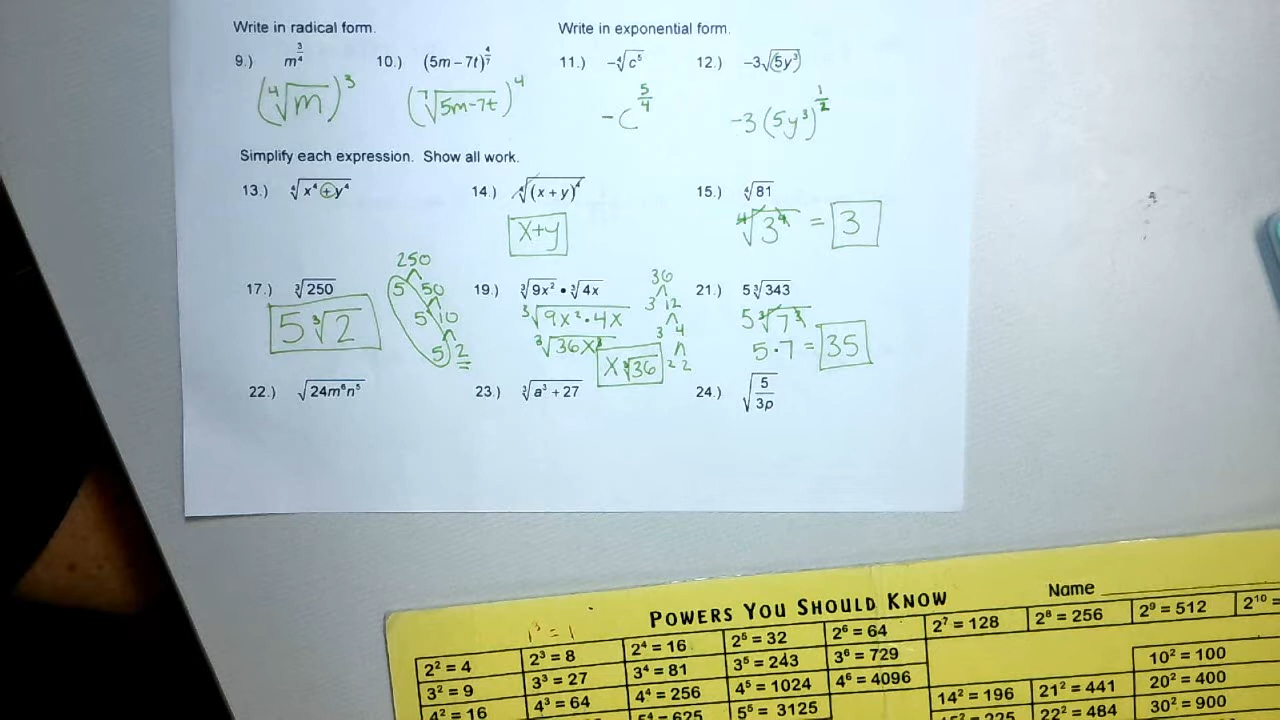 Write in radical form. Write in exponential form.
9.) m^(3/4) 10.) (5m – 7t)^(4/7) 11.) –∜c⁵ 12.) –3√(5y³)
(∜m)³ (⁷√(5m-7t))⁴ -c^(5/4) -3(5y³)^(1/2)
Simplify each expression. Show all work.
13.) ∜(x⁴ + y⁴) 14.) ∜(x + y)⁴ 15.) ∜81
x+y ∜3⁴ = 3
17.) ∛250 19.) ∛9x² • ∛4x 21.) 5∛343
5∛2 ∛9x²·4x 5∛7³
250
5 50
5 10
5 2
∛36x³ x∛36 5·7 = 35
36
3 12
3 4
2 2
22.) √24m⁶n⁵ 23.) ∛(a³ + 27) 24.) √(5/3p)
Name
POWERS YOU SHOULD KNOW
1³ = 1
2² = 4 2³ = 8 2⁴ = 16 2⁵ = 32 2⁶ = 64 2⁷ = 128 2⁸ = 256 2⁹ = 512 2¹⁰ =
3² = 9 3³ = 27 3⁴ = 81 3⁵ = 243 3⁶ = 729 10² = 100
4² = 16 4³ = 64 4⁴ = 256 4⁵ = 1024 4⁶ = 4096 14² = 196 21² = 441 20² = 400
5⁴ = 625 5⁵ = 3125 15² = 225 22² = 484 30² = 900